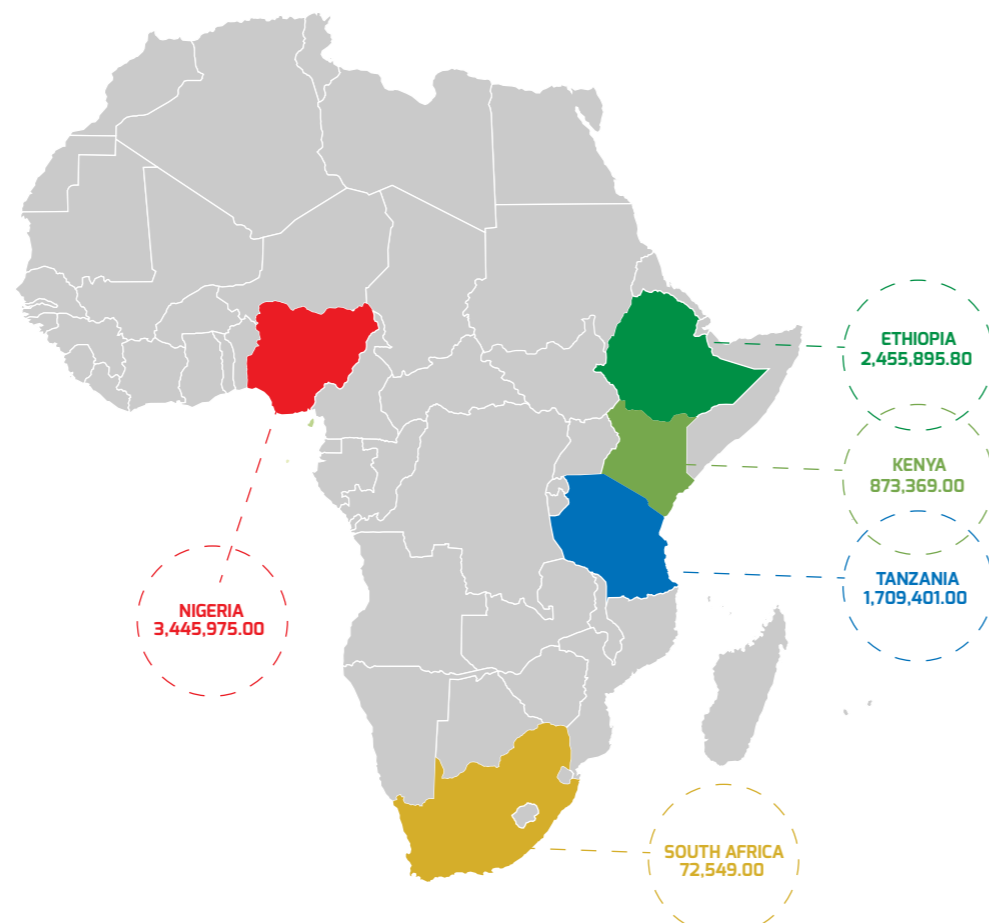 ETHIOPIA
2,455,895.80
KENYA
873,369.00
TANZANIA
1,709,401.00
NIGERIA
3,445,975.00
SOUTH AFRICA
72,549.00